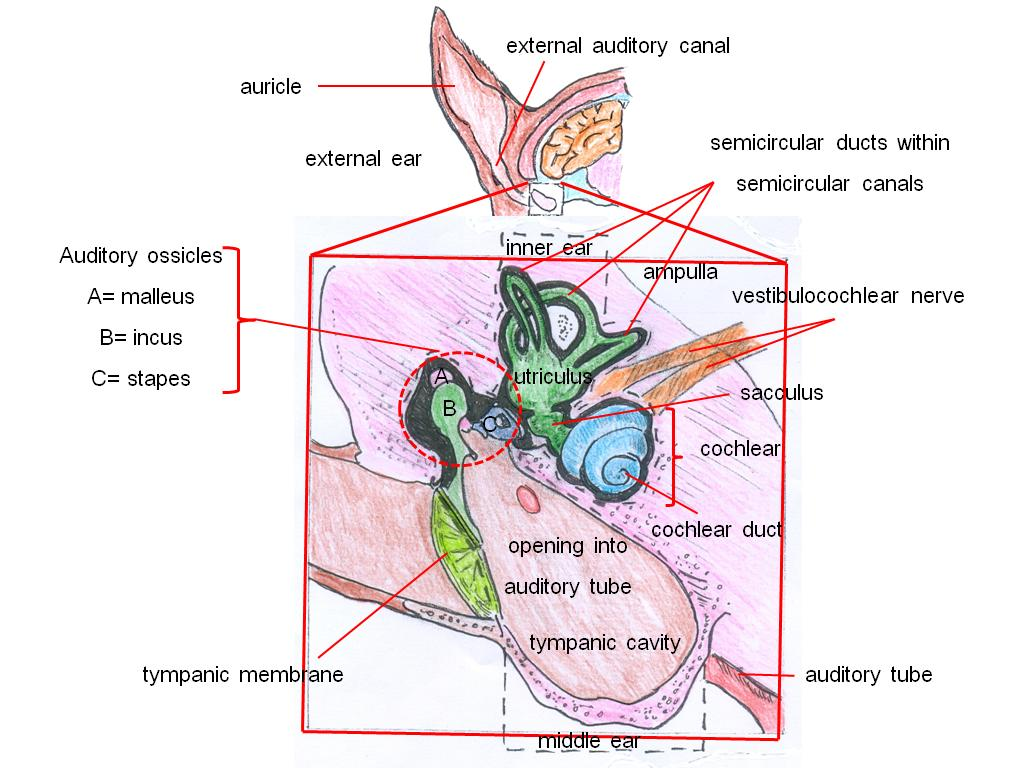 external auditory canal
auricle
external ear
semicircular ducts within
semicircular canals
inner ear
ampulla
vestibulocochlear nerve
Auditory ossicles
A= malleus
B= incus
C= stapes
A
B
C
utriculus
sacculus
cochlear
cochlear duct
opening into
auditory tube
tympanic cavity
tympanic membrane
auditory tube
middle ear